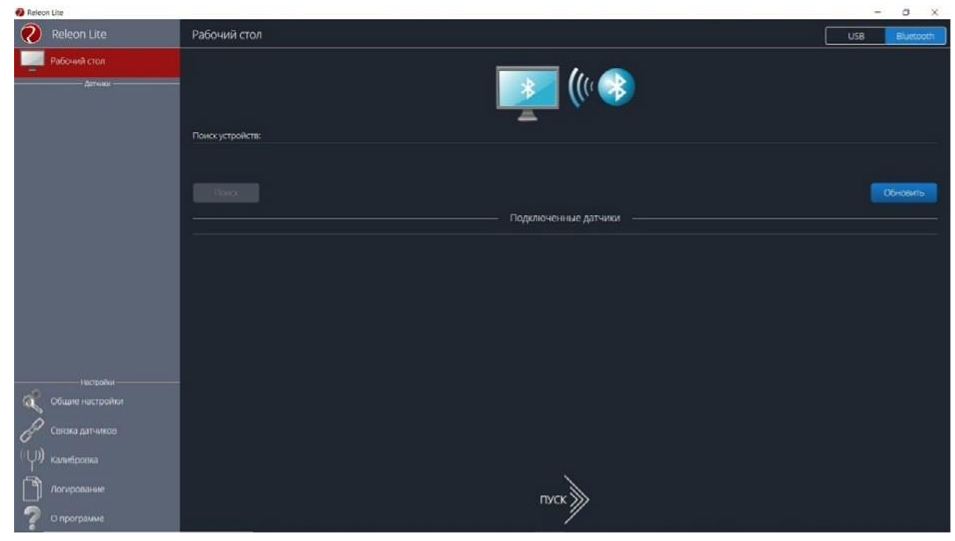 Releon Lite
Releon Lite
Рабочий стол
USB
Bluetooth
Рабочий стол
Датчики
Поиск устройств:
Поиск
Обновить
Подключенные датчики
Настройки
Общие настройки
Связка датчиков
Калибровка
Логирование
О программе
ПУСК